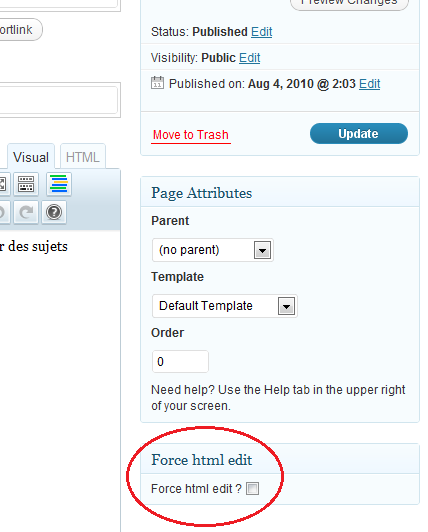 Preview Changes
ortlink
Status: Published Edit
Visibility: Public Edit
11
Published on: Aug 4, 2010 @ 2:03 Edit
Move to Trash
Update
Visual
HTML
r des sujets
Page Attributes
Parent
(no parent)
Template
Default Template
Order
0
Need help? Use the Help tab in the upper right
of your screen.
Force html edit
Force html edit ?